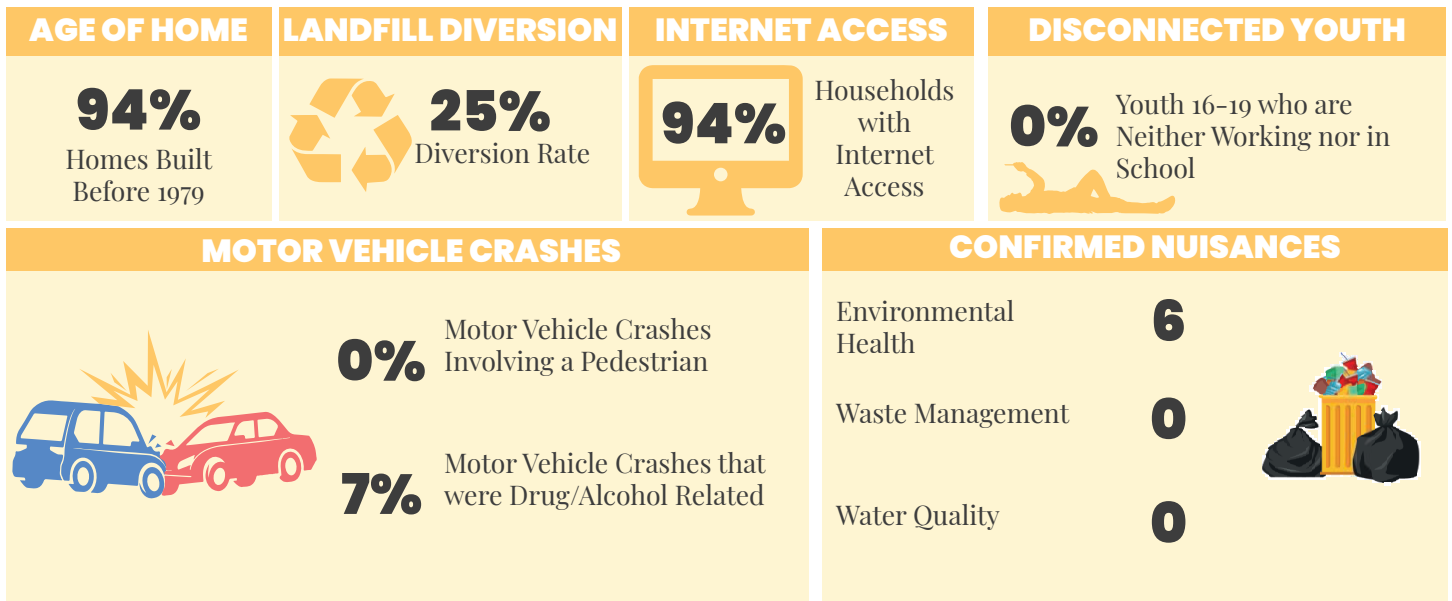 AGE OF HOME
94%
Homes Built
Before 1979
LANDFILL DIVERSION
25%
Diversion Rate
INTERNET ACCESS
94%
Households
with
Internet
Access
DISCONNECTED YOUTH
0%
Youth 16-19 who are
Neither Working nor in
School
MOTOR VEHICLE CRASHES
0%
Motor Vehicle Crashes
Involving a Pedestrian
7%
Motor Vehicle Crashes that
were Drug/Alcohol Related
CONFIRMED NUISANCES
Environmental
Health
6
Waste Management
0
Water Quality
0